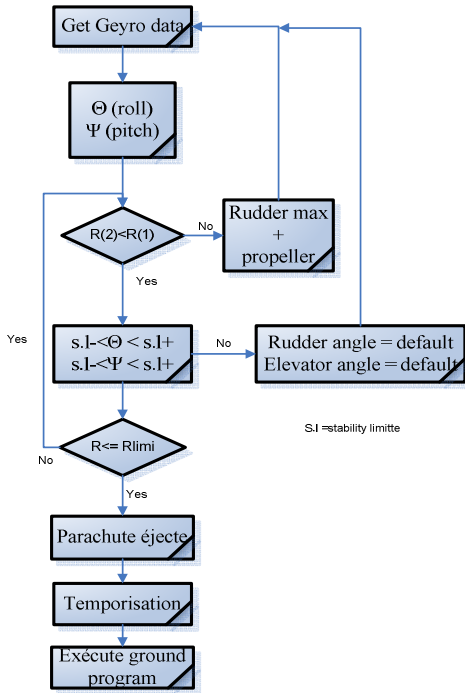 Get Geyro data
Θ (roll)
Ψ (pitch)
R(2)<R(1)
No
Rudder max
+
propeller
Yes
s.l-<Θ < s.l+
s.l-<Ψ < s.l+
No
Rudder angle = default
Elevator angle = default
Yes
S.l =stability limitte
R<= Rlimi
No
Yes
Parachute éjecte
Temporisation
Exécute ground
program